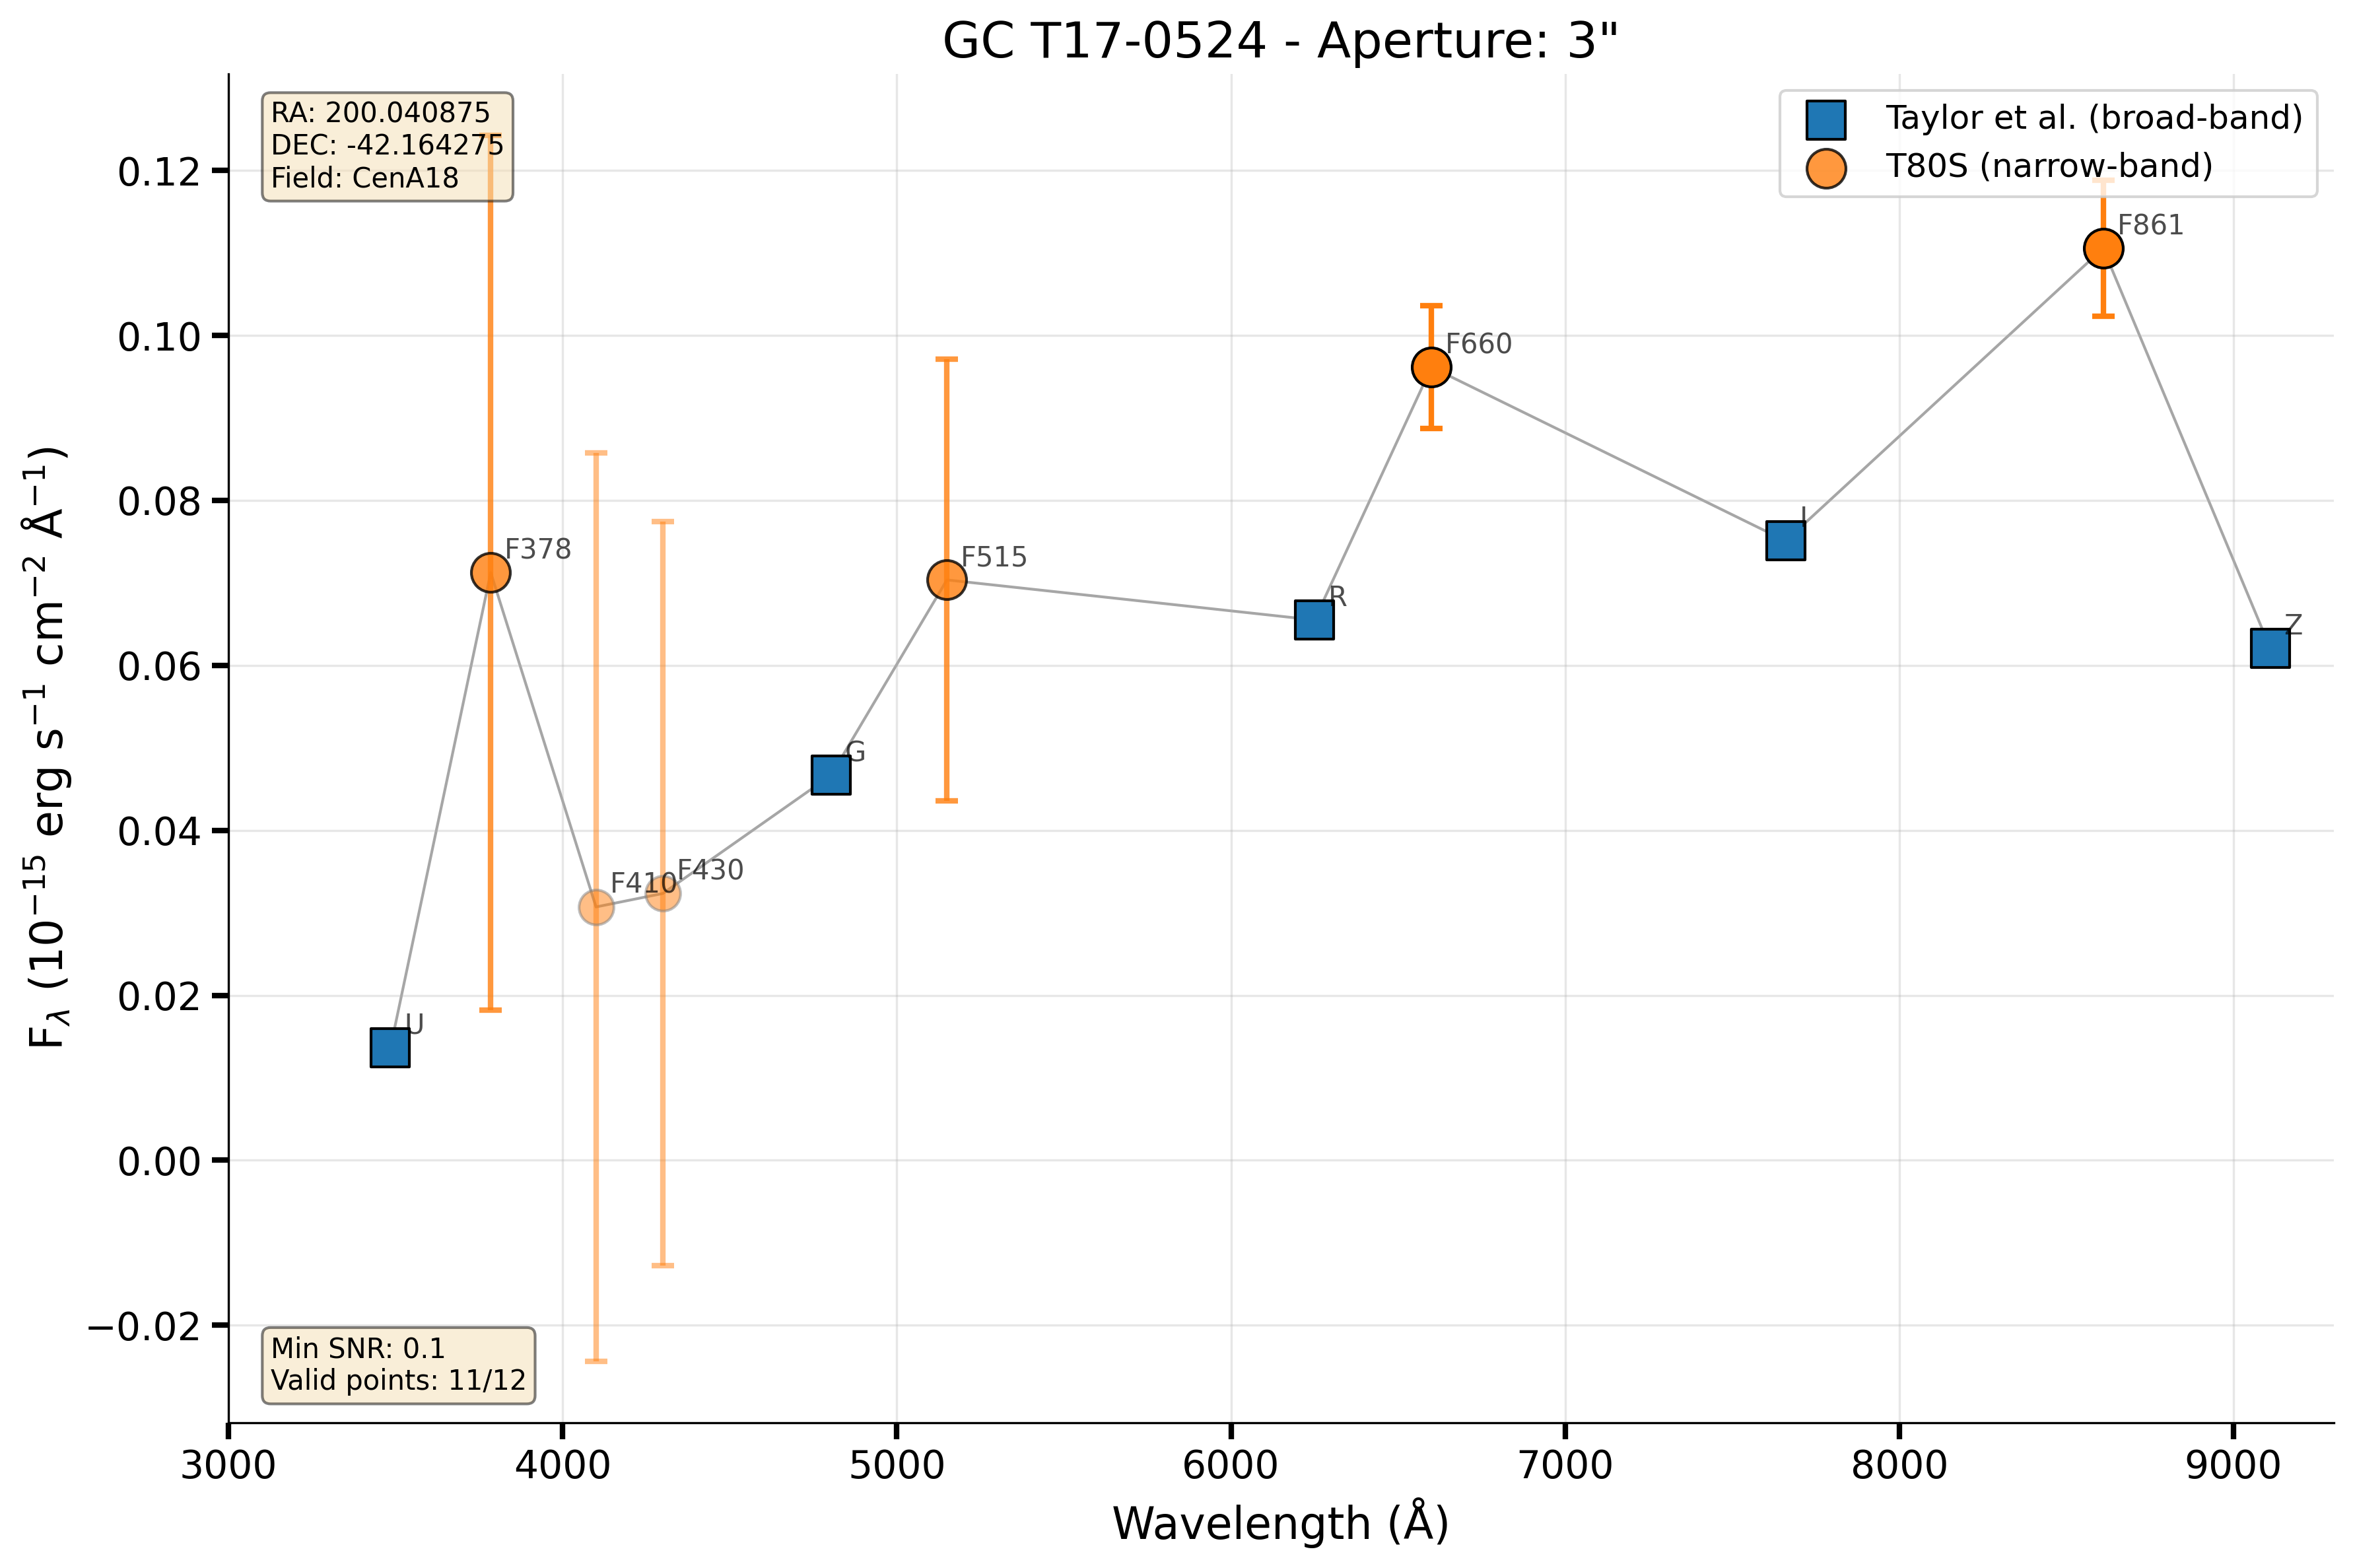 GC T17-0524 - Aperture: 3"
RA: 200.040875
DEC: -42.164275
Field: CenA18
Taylor et al. (broad-band)
T80S (narrow-band)
F861
F660
F378
F515
I
R
Z
G
F410
F430
U
Min SNR: 0.1
Valid points: 11/12
0.12
0.10
0.08
0.06
0.04
0.02
0.00
−0.02
F_λ (10⁻¹⁵ erg s⁻¹ cm⁻² Å⁻¹)
3000 4000 5000 6000 7000 8000 9000
Wavelength (Å)